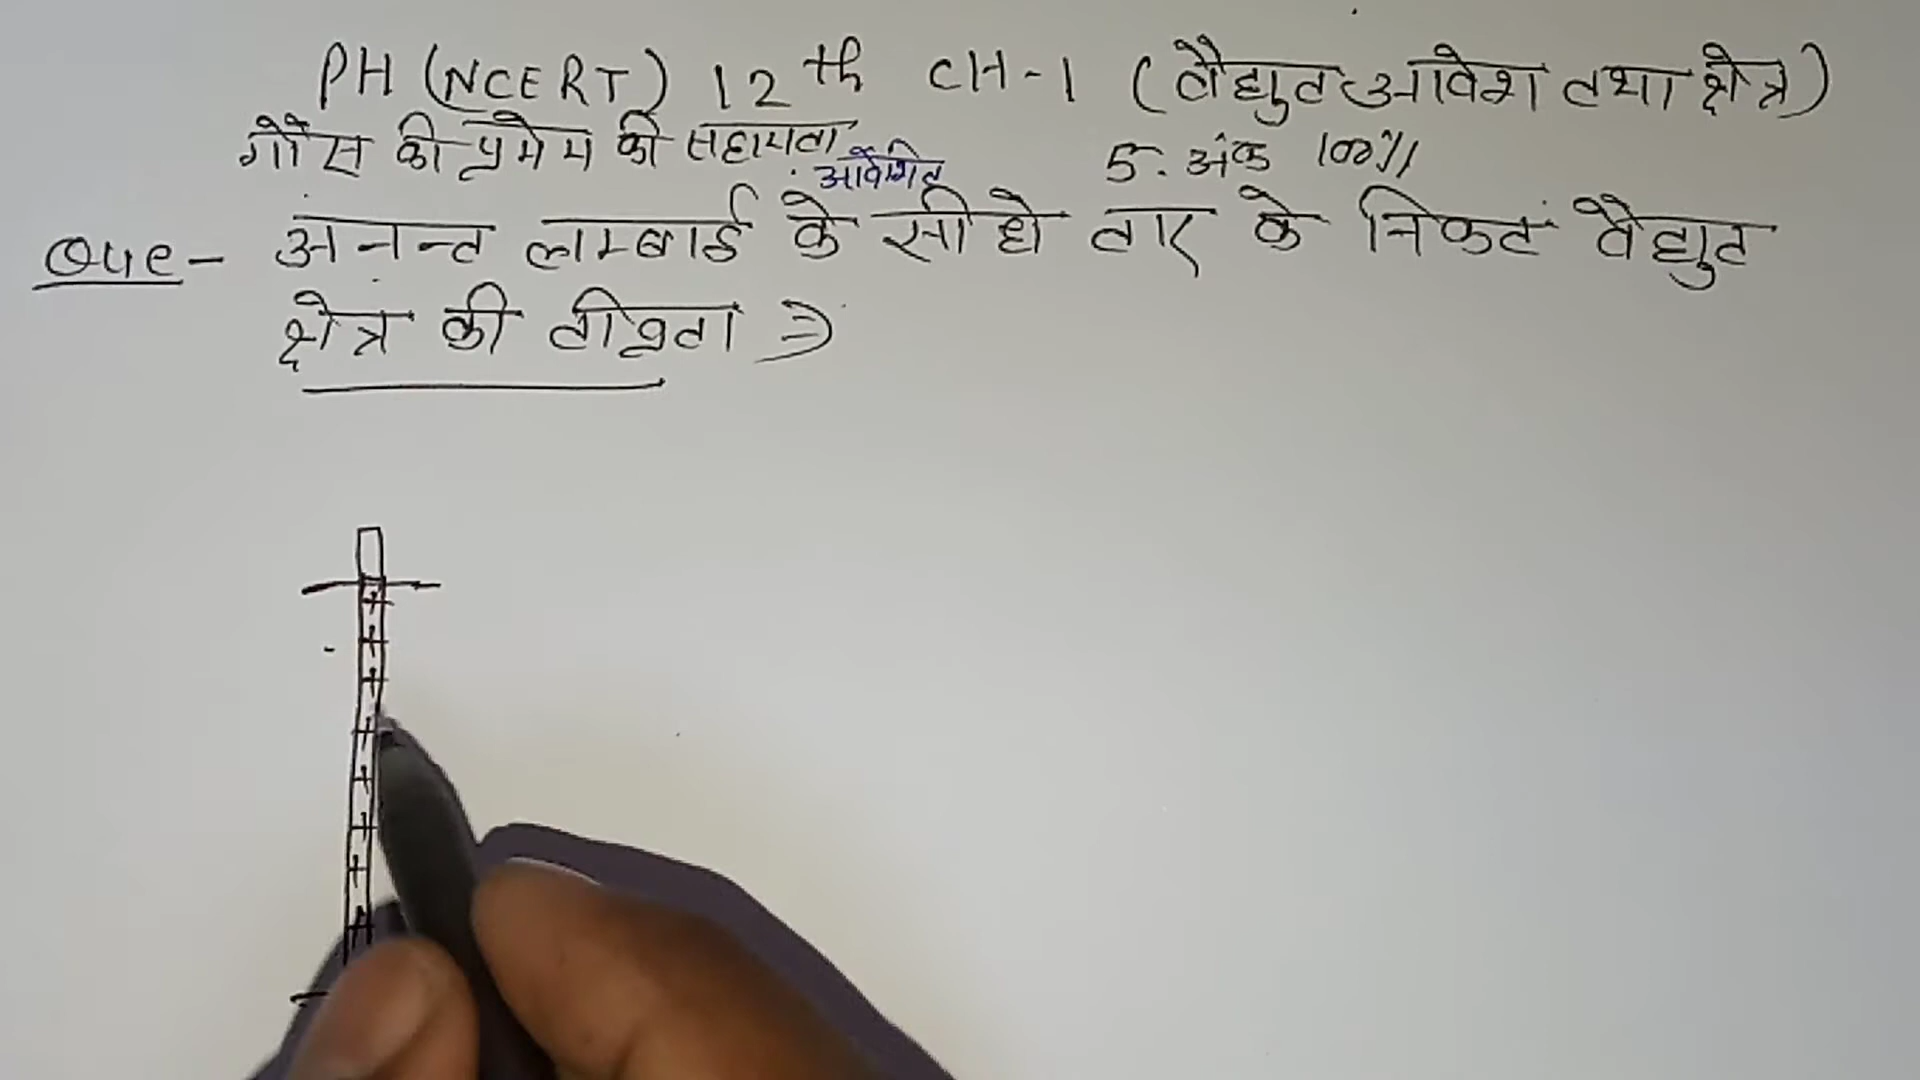 PH (NCERT) 12th CH-1 (वैद्युत आवेश तथा क्षेत्र)
गौस की प्रमेम की सहायता 5. अंक 100%
आवेशित
Que- अनन्त लम्बाई के सीधे तार के निकट वैद्युत
क्षेत्र की तीव्रता ⇒